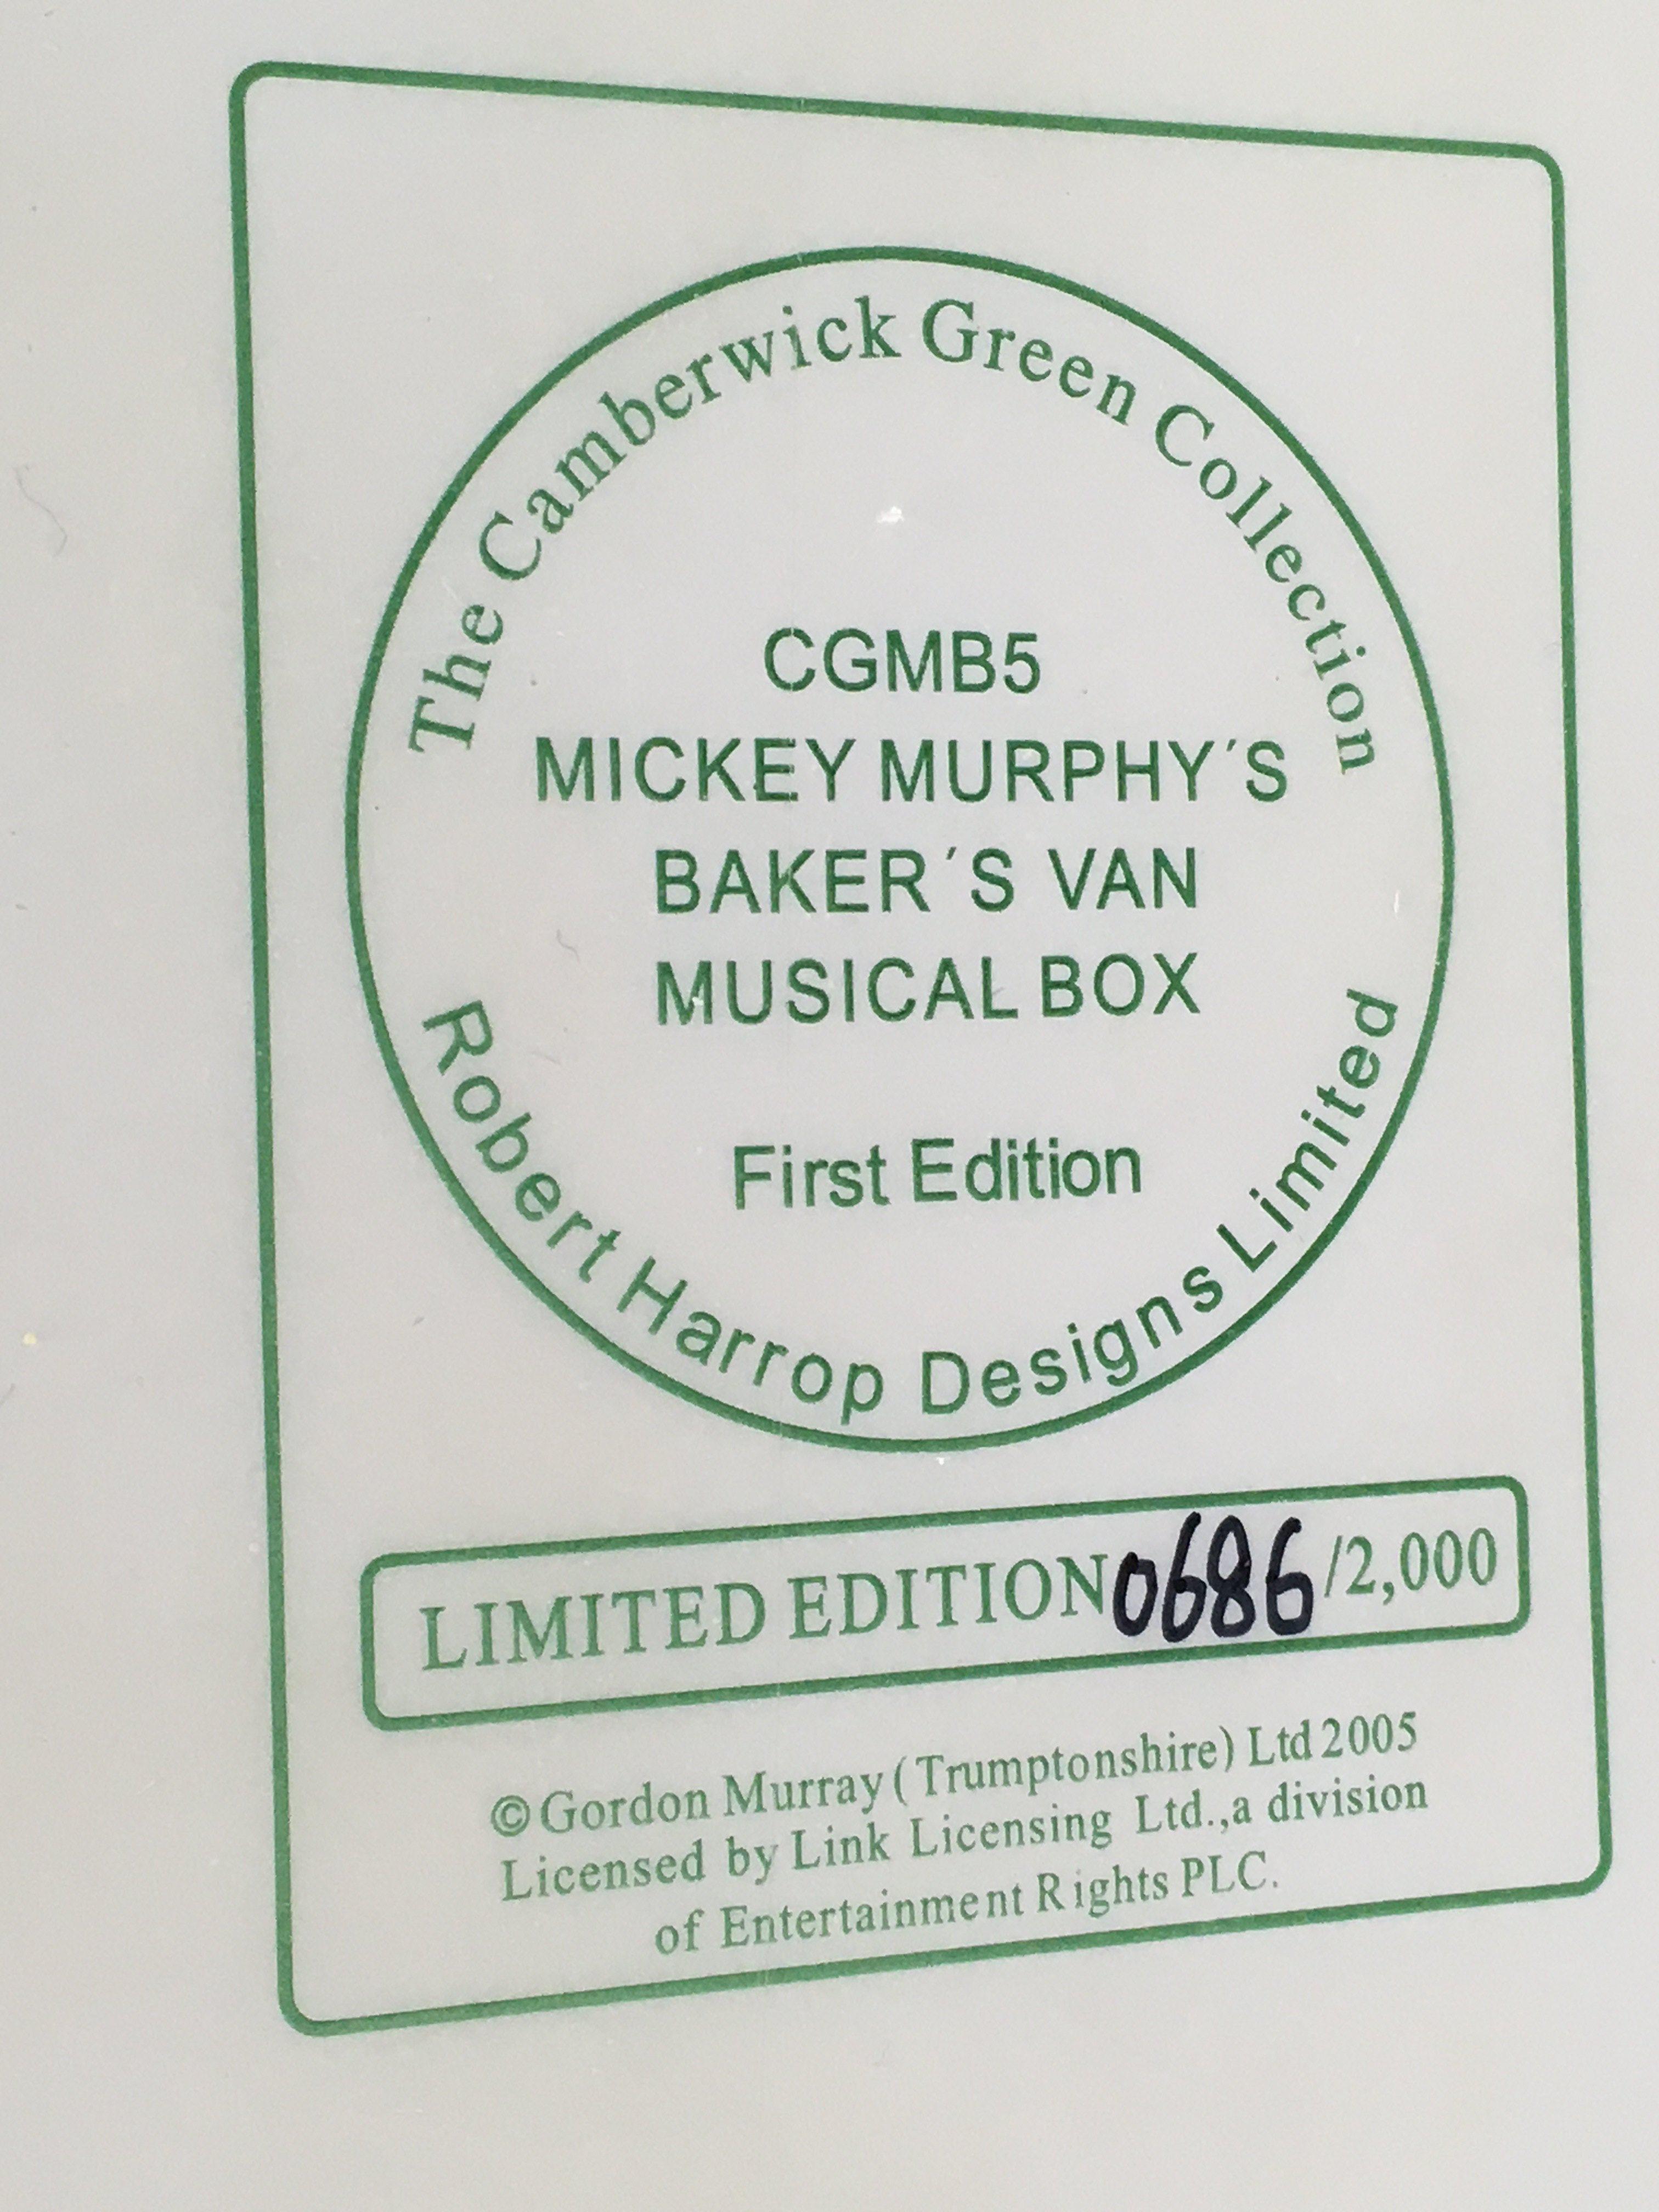 The Camberwick Green Collection
CGMB5
MICKEY MURPHY´S
BAKER´S VAN
MUSICAL BOX
First Edition
Robert Harrop Designs Limited
LIMITED EDITION 0686/2,000
©Gordon Murray (Trumptonshire) Ltd 2005
Licensed by Link Licensing Ltd.,a division
of Entertainment Rights PLC.